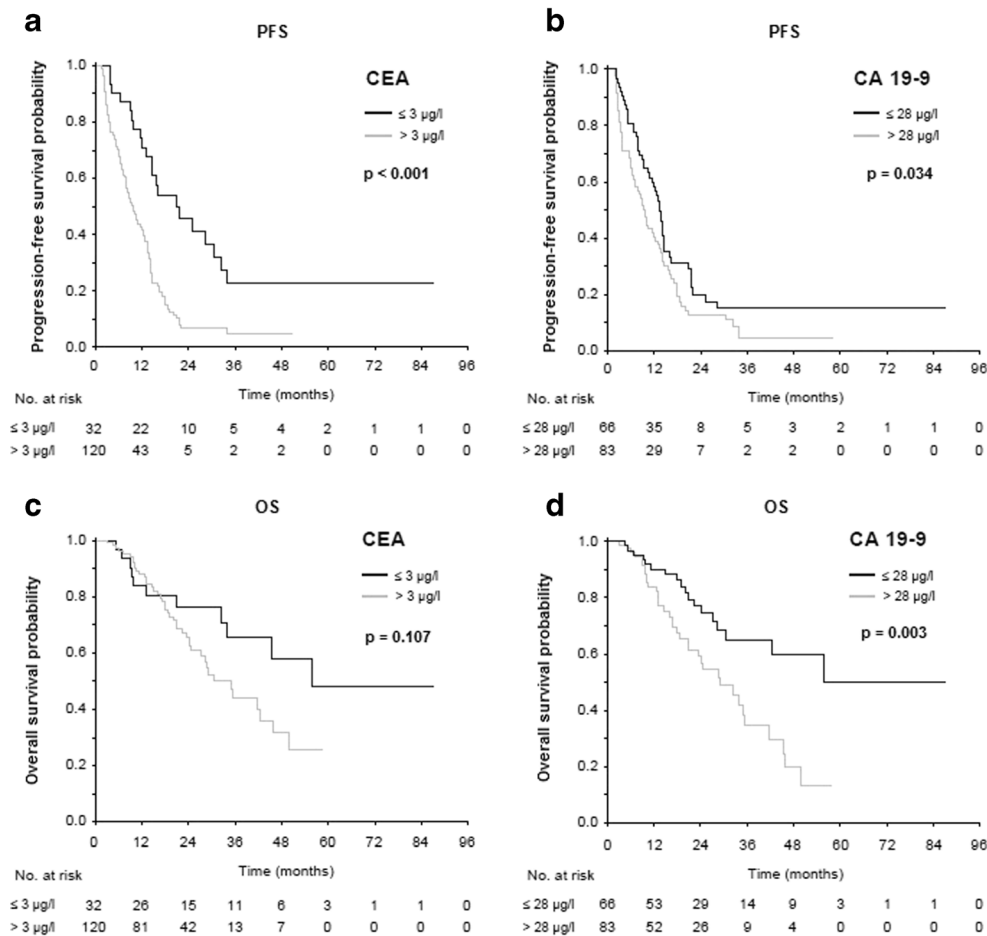 a
PFS
CEA
≤ 3 µg/l
> 3 µg/l
p < 0.001
Progression-free survival probability
1.0
0.8
0.6
0.4
0.2
0.0
0 12 24 36 48 60 72 84 96
Time (months)
No. at risk
≤ 3 µg/l 32 22 10 5 4 2 1 1 0
> 3 µg/l 120 43 5 2 2 0 0 0 0
b
PFS
CA 19-9
≤ 28 µg/l
> 28 µg/l
p = 0.034
Progression-free survival probability
1.0
0.8
0.6
0.4
0.2
0.0
0 12 24 36 48 60 72 84 96
Time (months)
No. at risk
≤ 28 µg/l 66 35 8 5 3 2 1 1 0
> 28 µg/l 83 29 7 2 2 0 0 0 0
c
OS
CEA
≤ 3 µg/l
> 3 µg/l
p = 0.107
Overall survival probability
1.0
0.8
0.6
0.4
0.2
0.0
0 12 24 36 48 60 72 84 96
Time (months)
No. at risk
≤ 3 µg/l 32 26 15 11 6 3 1 1 0
> 3 µg/l 120 81 42 13 7 0 0 0 0
d
OS
CA 19-9
≤ 28 µg/l
> 28 µg/l
p = 0.003
Overall survival probability
1.0
0.8
0.6
0.4
0.2
0.0
0 12 24 36 48 60 72 84 96
Time (months)
No. at risk
≤ 28 µg/l 66 53 29 14 9 3 1 1 0
> 28 µg/l 83 52 26 9 4 0 0 0 0